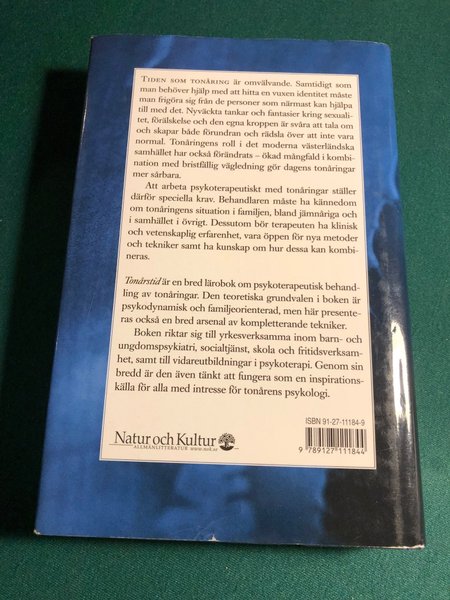 TIDEN SOM TONÅRING är omvälvande. Samtidigt som
man behöver hjälp med att hitta en vuxen identitet måste
man frigöra sig från de personer som närmast kan hjälpa
till med det. Nyväckta tankar och fantasier kring sexuali-
tet, förälskelse och den egna kroppen är svåra att tala om
och skapar både förundran och rädsla över att inte vara
normal. Tonåringens roll i det moderna västerländska
samhället har också förändrats – ökad mångfald i kombi-
nation med bristfällig vägledning gör dagens tonåringar
mer sårbara.
Att arbeta psykoterapeutiskt med tonåringar ställer
därför speciella krav. Behandlaren måste ha kännedom
om tonåringens situation i familjen, bland jämnåriga och
i samhället i övrigt. Dessutom bör terapeuten ha klinisk
och vetenskaplig erfarenhet, vara öppen för nya metoder
och tekniker samt ha kunskap om hur dessa kan kombi-
neras.
Tonårstid är en bred lärobok om psykoterapeutisk behand-
ling av tonåringar. Den teoretiska grundvalen i boken är
psykodynamisk och familjeorienterad, men här presente-
ras också en bred arsenal av kompletterande tekniker.
Boken riktar sig till yrkesverksamma inom barn- och
ungdomspsykiatri, socialtjänst, skola och fritidsverksam-
het, samt till vidareutbildningar i psykoterapi. Genom sin
bredd är den även tänkt att fungera som en inspirations-
källa för alla med intresse för tonårens psykologi.
ISBN 91-27-11184-9
Natur och Kultur
ALLMÄNLITTERATUR www.nok.se
9 789127 111844